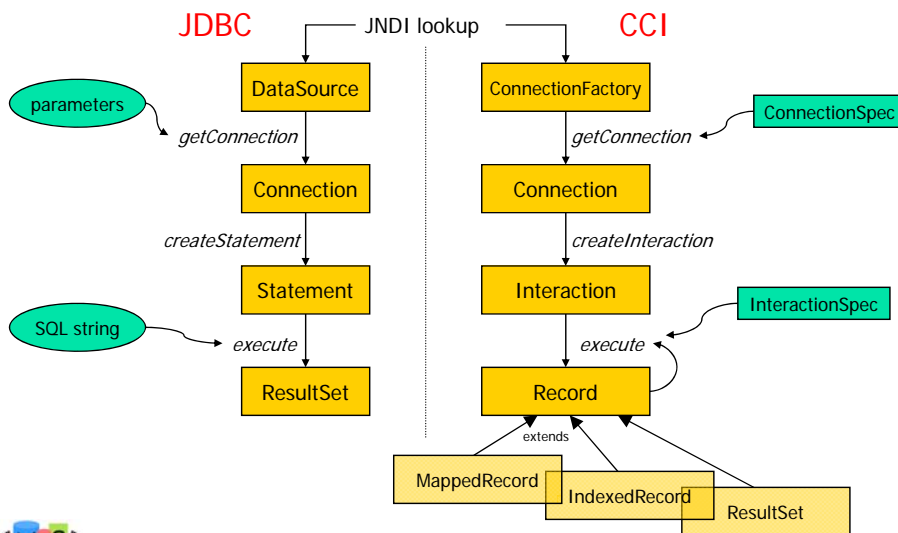 JDBC
JNDI lookup
CCI
DataSource
ConnectionFactory
parameters
ConnectionSpec
getConnection
getConnection
Connection
Connection
createStatement
createInteraction
Statement
Interaction
InteractionSpec
SQL string
execute
execute
ResultSet
Record
extends
MappedRecord
IndexedRecord
ResultSet